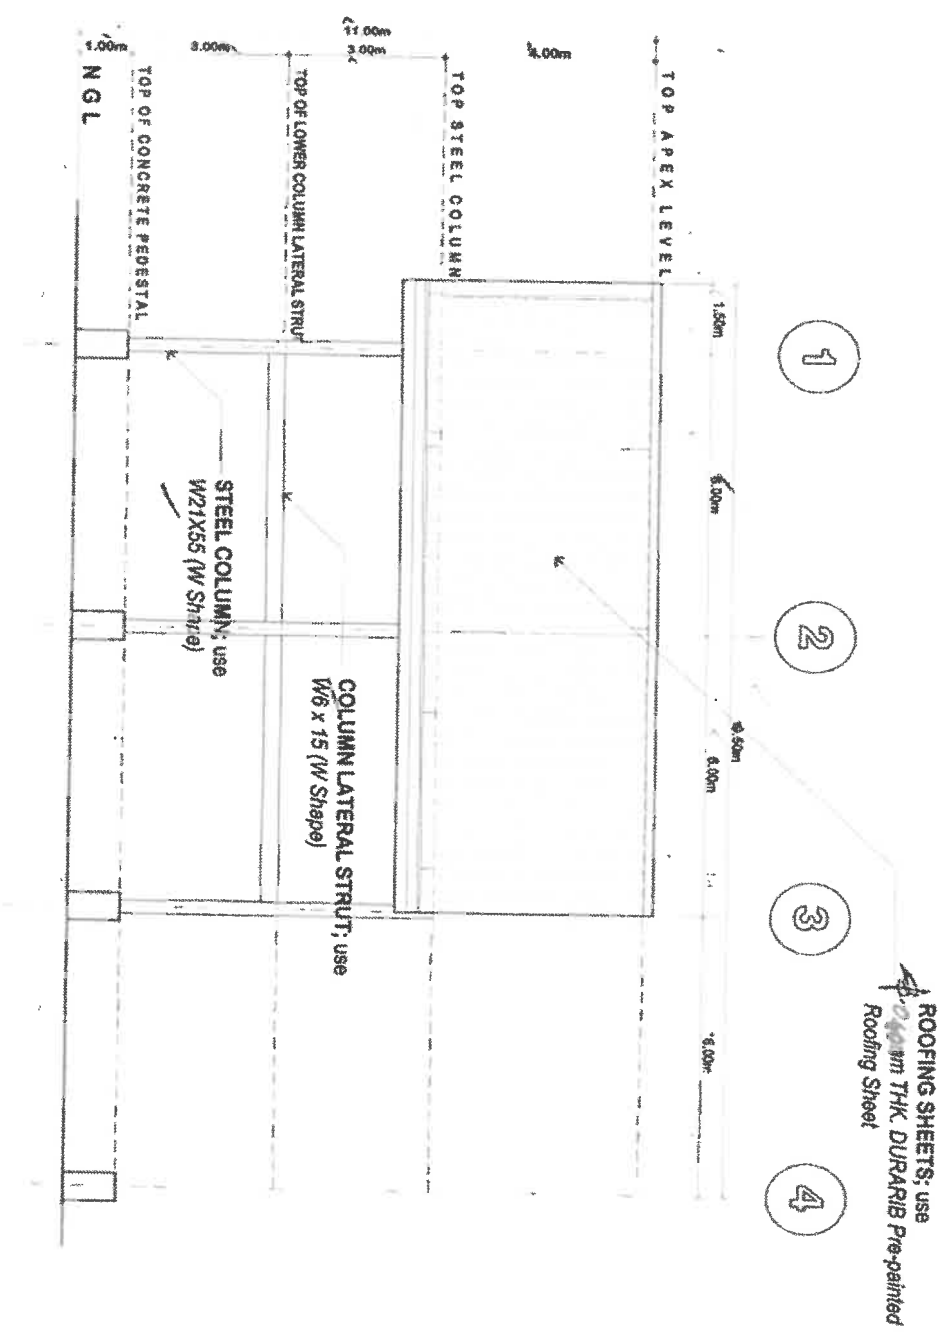 1
2
3
4
1.50m
6.00m
6.00m
6.00m
19.50m
TOP APEX LEVEL
4.00m
TOP STEEL COLUMN
3.00m
11.00m
TOP OF LOWER COLUMN LATERAL STRUT
3.00m
TOP OF CONCRETE PEDESTAL
1.00m
NGL
ROOFING SHEETS; use
THK. DURARIB Pre-painted
Roofing Sheet
COLUMN LATERAL STRUT; use
W6 x 15 (W Shape)
STEEL COLUMN; use
W21X55 (W Shape)